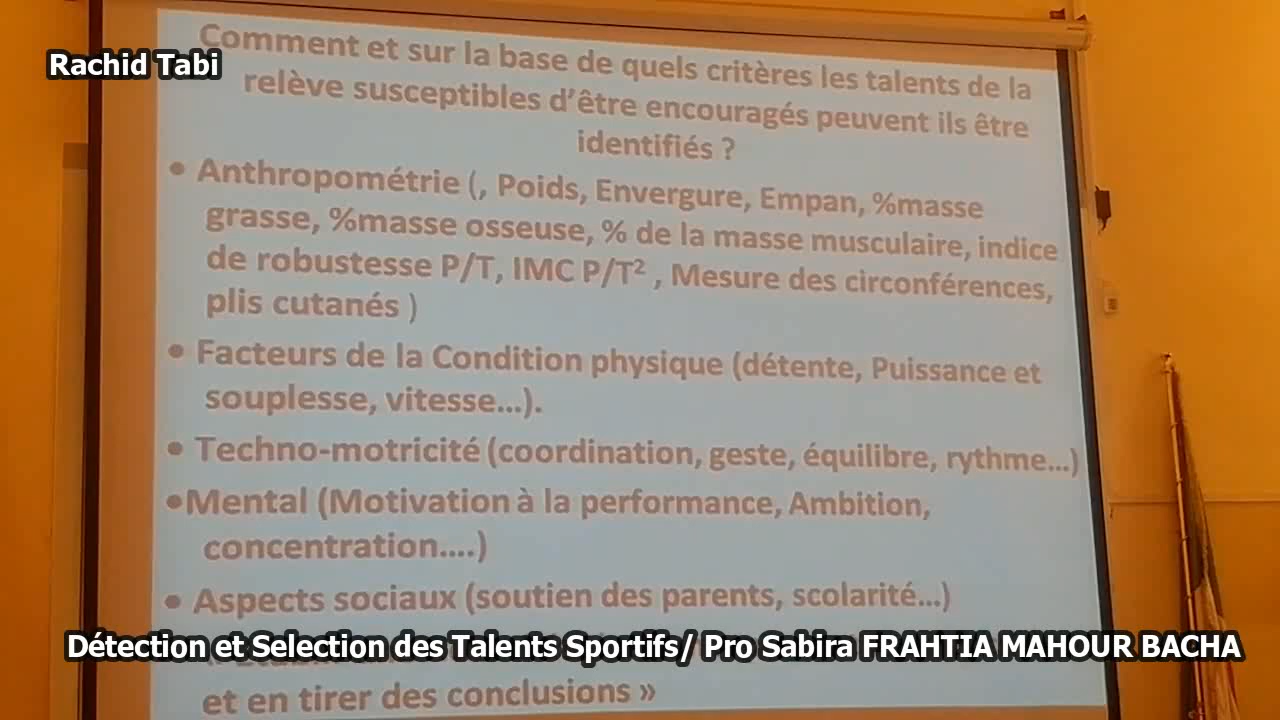 Rachid Tabi
Comment et sur la base de quels critères les talents de la
relève susceptibles d'être encouragés peuvent ils être
identifiés ?
• Anthropométrie (, Poids, Envergure, Empan, %masse
grasse, %masse osseuse, % de la masse musculaire, indice
de robustesse P/T, IMC P/T² , Mesure des circonférences,
plis cutanés )
• Facteurs de la Condition physique (détente, Puissance et
souplesse, vitesse...).
• Techno-motricité (coordination, geste, équilibre, rythme...)
•Mental (Motivation à la performance, Ambition,
concentration....)
• Aspects sociaux (soutien des parents, scolarité...)
Détection et Selection des Talents Sportifs/ Pro Sabira FRAHTIA MAHOUR BACHA
et en tirer des conclusions »